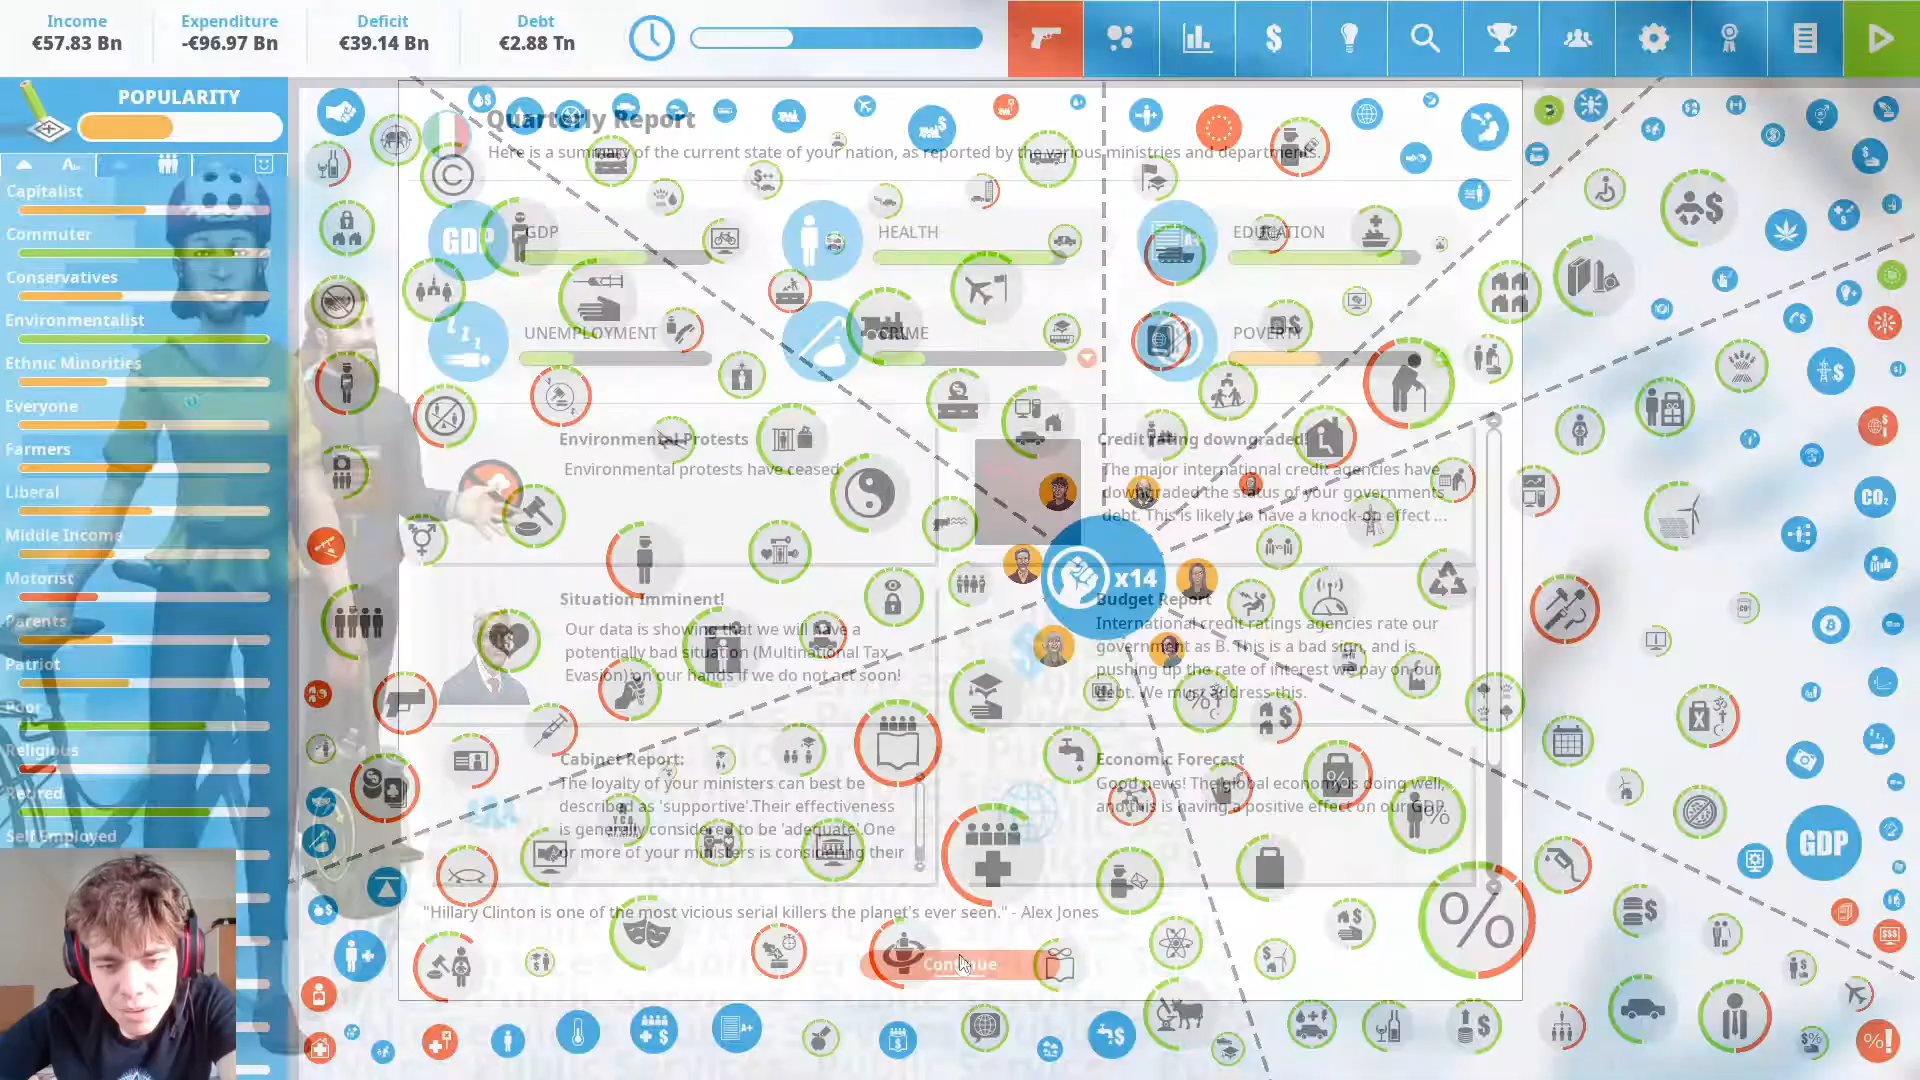 Income
€57.83 Bn
Expenditure
-€96.97 Bn
Deficit
€39.14 Bn
Debt
€2.88 Tn
POPULARITY
Capitalist
Commuter
Conservatives
Environmentalist
Ethnic Minorities
Everyone
Farmers
Liberal
Middle Income
Motorist
Parents
Patriot
Poor
Religious
Retired
Self Employed
Quarterly Report
Here is a summary of the current state of your nation, as reported by the various ministries and departments.
GDP
GDP
HEALTH
EDUCATION
UNEMPLOYMENT
CRIME
POVERTY
Environmental Protests
Environmental protests have ceased
Credit rating downgraded!
The major international credit agencies have
downgraded the status of your governments
debt. This is likely to have a knock-on effect ...
x14
Situation Imminent!
Our data is showing that we will have a
potentially bad situation (Multinational Tax
Evasion) on our hands if we do not act soon!
Budget Report
International credit ratings agencies rate our
government as B. This is a bad sign, and is
pushing up the rate of interest we pay on our
debt. We must address this.
Cabinet Report:
The loyalty of your ministers can best be
described as 'supportive'.Their effectiveness
is generally considered to be 'adequate'.One
or more of your ministers is considering their
Economic Forecast
Good news! The global economy is doing well,
and this is having a positive effect on our GDP.
"Hillary Clinton is one of the most vicious serial killers the planet's ever seen." - Alex Jones
Continue
CO₂
GDP